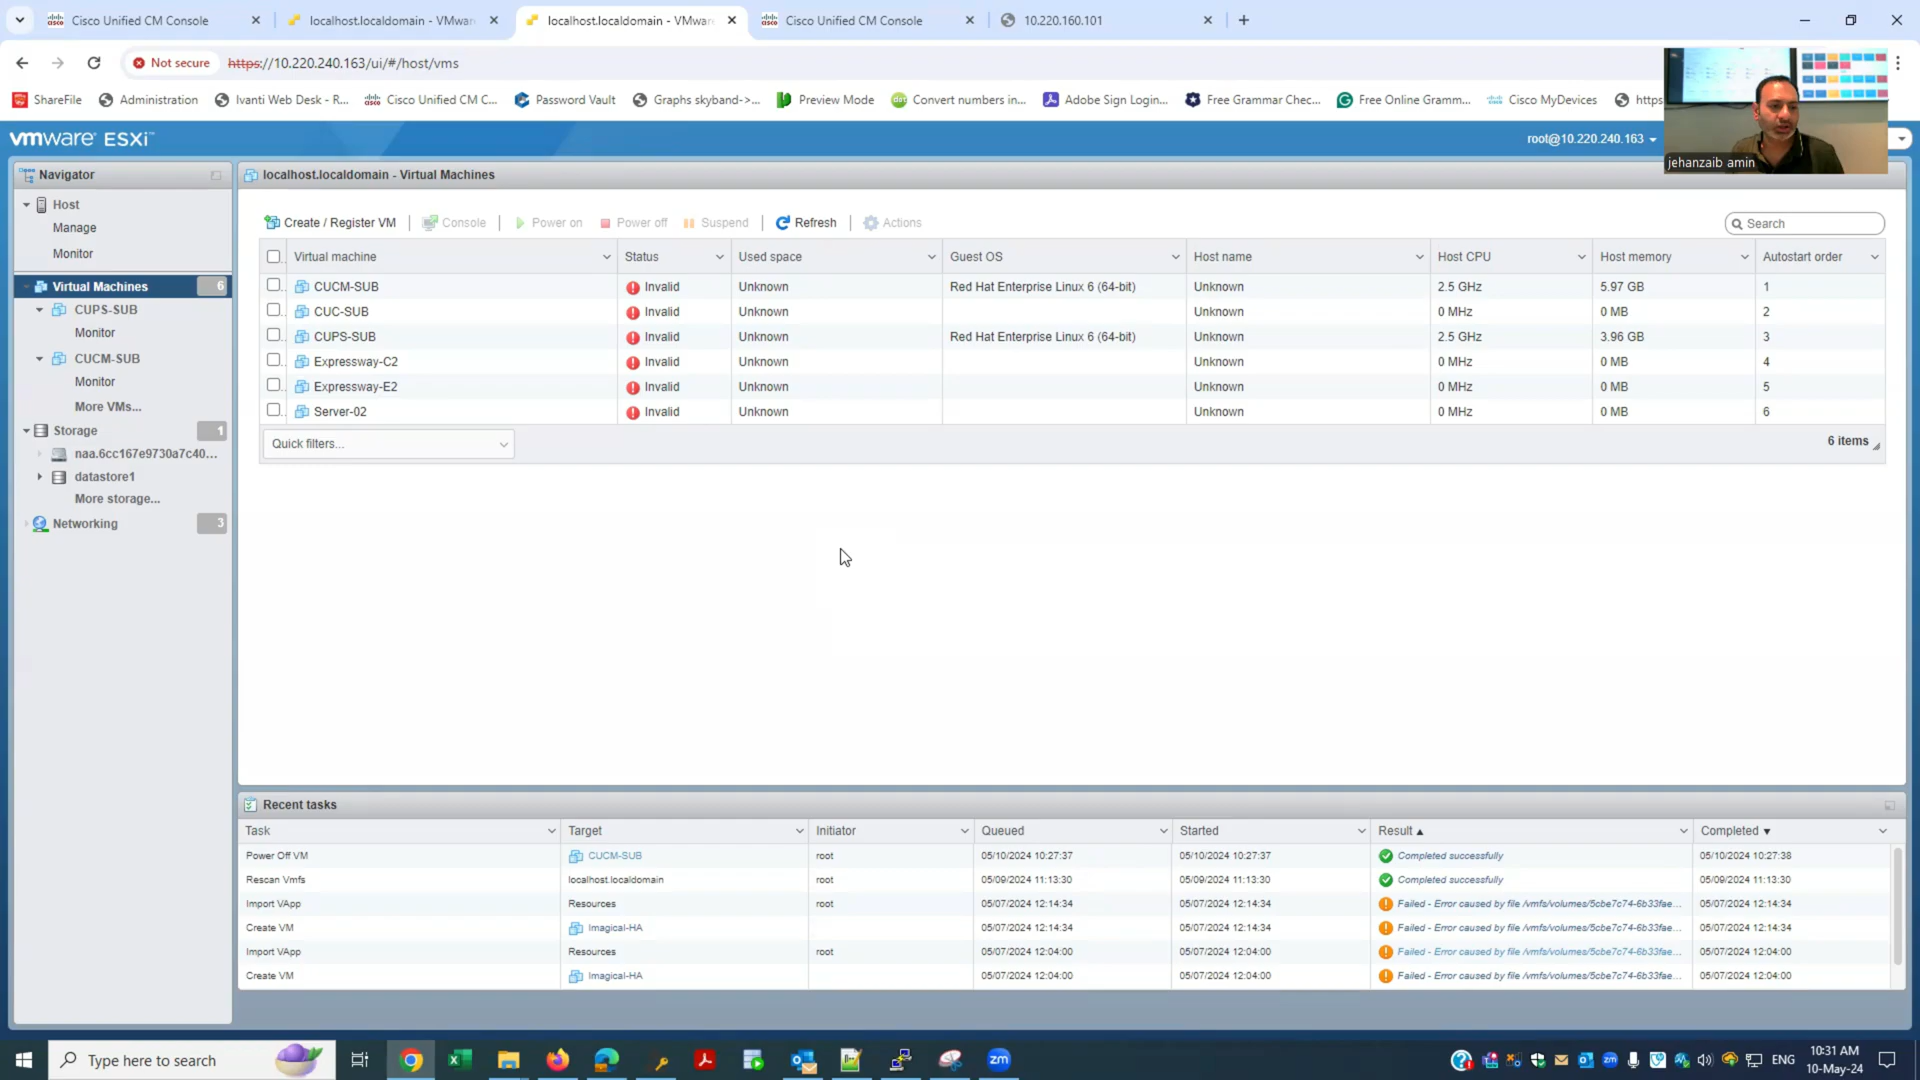 Cisco Unified CM Console
localhost.localdomain - VMwar
localhost.localdomain - VMwar
Cisco Unified CM Console
10.220.160.101
Not secure
https://10.220.240.163/ui/#/host/vms
ShareFile
Administration
Ivanti Web Desk - R...
Cisco Unified CM C...
Password Vault
Graphs skyband->...
Preview Mode
Convert numbers in...
Adobe Sign Login...
Free Grammar Chec...
Free Online Gramm...
Cisco MyDevices
https
vmware ESXi
root@10.220.240.163
jehanzaib amin
Navigator
Host
Manage
Monitor
Virtual Machines 6
CUPS-SUB
Monitor
CUCM-SUB
Monitor
More VMs...
Storage 1
naa.6cc167e9730a7c40...
datastore1
More storage...
Networking 3
localhost.localdomain - Virtual Machines
Create / Register VM Console Power on Power off Suspend Refresh Actions
Search
Virtual machine Status Used space Guest OS Host name Host CPU Host memory Autostart order
CUCM-SUB Invalid Unknown Red Hat Enterprise Linux 6 (64-bit) Unknown 2.5 GHz 5.97 GB 1
CUC-SUB Invalid Unknown Unknown 0 MHz 0 MB 2
CUPS-SUB Invalid Unknown Red Hat Enterprise Linux 6 (64-bit) Unknown 2.5 GHz 3.96 GB 3
Expressway-C2 Invalid Unknown Unknown 0 MHz 0 MB 4
Expressway-E2 Invalid Unknown Unknown 0 MHz 0 MB 5
Server-02 Invalid Unknown Unknown 0 MHz 0 MB 6
Quick filters...
6 items
Recent tasks
Task Target Initiator Queued Started Result Completed
Power Off VM CUCM-SUB root 05/10/2024 10:27:37 05/10/2024 10:27:37 Completed successfully 05/10/2024 10:27:38
Rescan Vmfs localhost.localdomain root 05/09/2024 11:13:30 05/09/2024 11:13:30 Completed successfully 05/09/2024 11:13:30
Import VApp Resources root 05/07/2024 12:14:34 05/07/2024 12:14:34 Failed - Error caused by file /vmfs/volumes/5cbe7c74-6b33fae... 05/07/2024 12:14:34
Create VM Imagical-HA 05/07/2024 12:14:34 05/07/2024 12:14:34 Failed - Error caused by file /vmfs/volumes/5cbe7c74-6b33fae... 05/07/2024 12:14:34
Import VApp Resources root 05/07/2024 12:04:00 05/07/2024 12:04:00 Failed - Error caused by file /vmfs/volumes/5cbe7c74-6b33fae... 05/07/2024 12:04:00
Create VM Imagical-HA 05/07/2024 12:04:00 05/07/2024 12:04:00 Failed - Error caused by file /vmfs/volumes/5cbe7c74-6b33fae... 05/07/2024 12:04:00
Type here to search
zm
ENG
10:31 AM
10-May-24